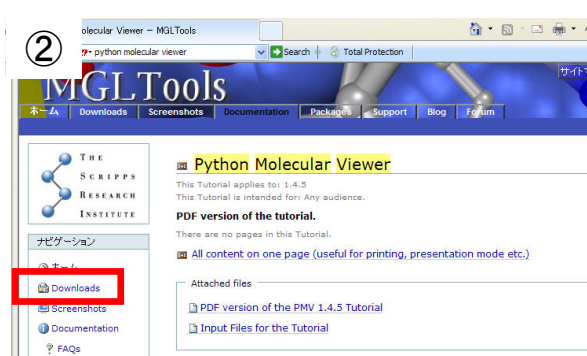 ②
olecular Viewer — MGLTools
python molecular viewer
Search
Total Protection
MGLTools
サイトマ
ホーム
Downloads
Screenshots
Documentation
Packages
Support
Blog
Forum
THE
SCRIPPS
RESEARCH
INSTITUTE
Python Molecular Viewer
This Tutorial applies to: 1.4.5
This Tutorial is intended for: Any audience.
PDF version of the tutorial.
There are no pages in this Tutorial.
All content on one page (useful for printing, presentation mode etc.)
ナビゲーション
ホーム
Downloads
Screenshots
Documentation
FAQs
Attached files
PDF version of the PMV 1.4.5 Tutorial
Input Files for the Tutorial